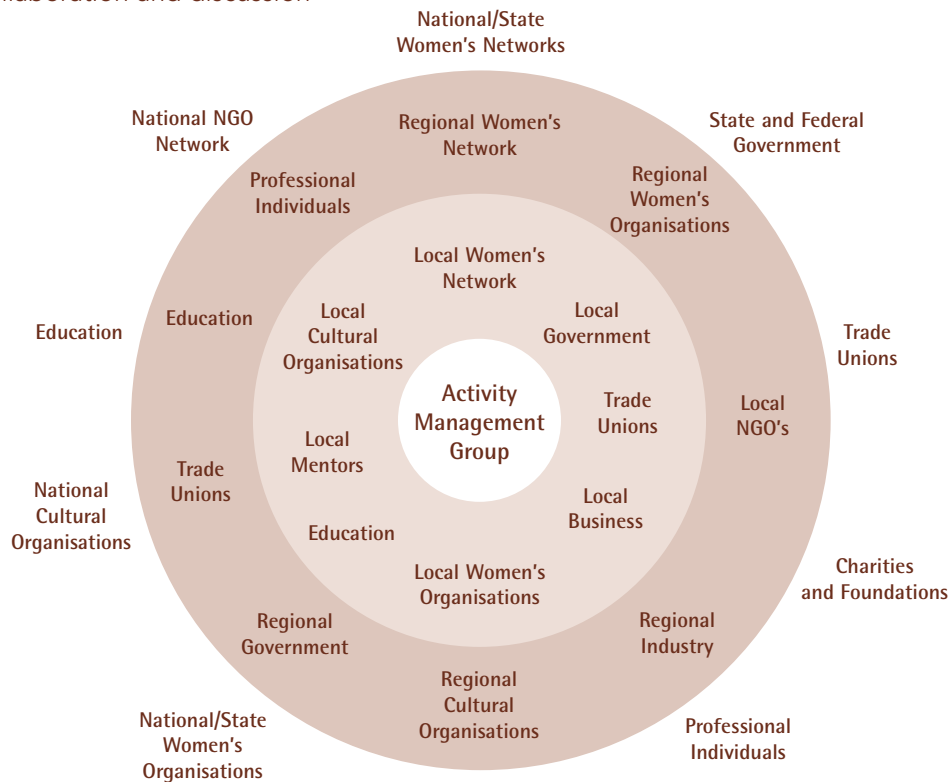 and discussion
National/State
Women's Networks
National NGO
Network
State and Federal
Government
Regional Women's
Network
Professional
Individuals
Regional
Women's
Organisations
Local Women's
Network
Local
Cultural
Organisations
Local
Government
Education
Education
Trade
Unions
Activity
Management
Group
Trade
Unions
Local
NGO's
Local
Mentors
Trade
Unions
National
Cultural
Organisations
Local
Business
Education
Local Women's
Organisations
Charities
and Foundations
Regional
Government
Regional
Industry
Regional
Cultural
Organisations
National/State
Women's
Organisations
Professional
Individuals